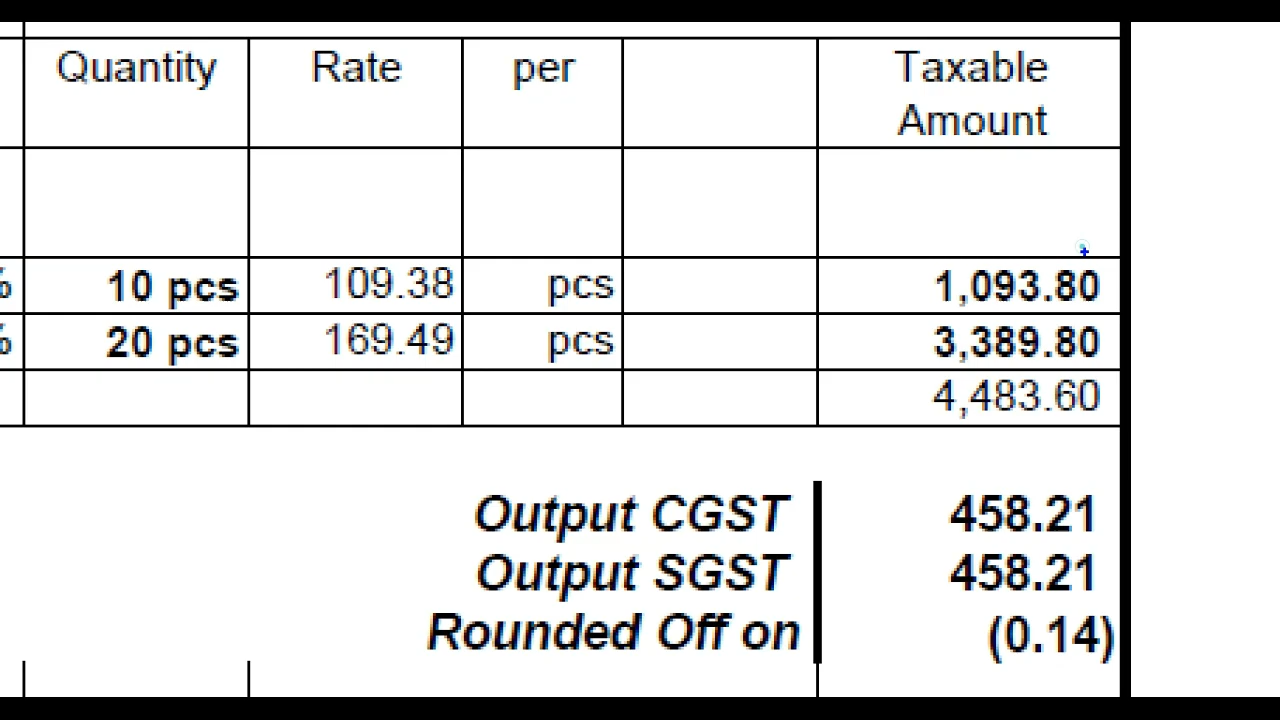 Quantity Rate per Taxable
Amount
% 10 pcs 109.38 pcs 1,093.80
% 20 pcs 169.49 pcs 3,389.80
4,483.60
Output CGST 458.21
Output SGST 458.21
Rounded Off on (0.14)